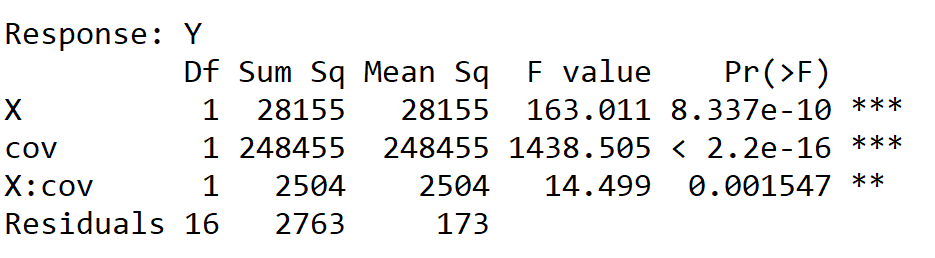 Response: Y
Df Sum Sq Mean Sq F value Pr(>F)
X 1 28155 28155 163.011 8.337e-10 ***
cov 1 248455 248455 1438.505 < 2.2e-16 ***
X:cov 1 2504 2504 14.499 0.001547 **
Residuals 16 2763 173